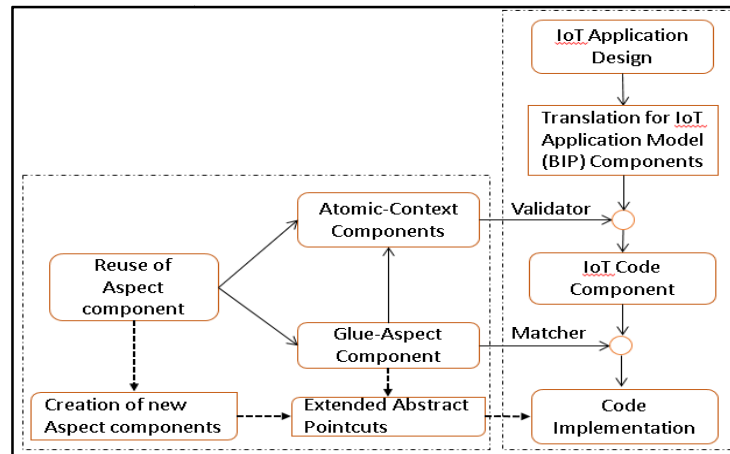 IoT Application
Design
Translation for IoT
Application Model
(BIP) Components
Atomic-Context
Components
Validator
Reuse of
Aspect
component
IoT Code
Component
Glue-Aspect
Component
Matcher
Creation of new
Aspect components
Extended Abstract
Pointcuts
Code
Implementation